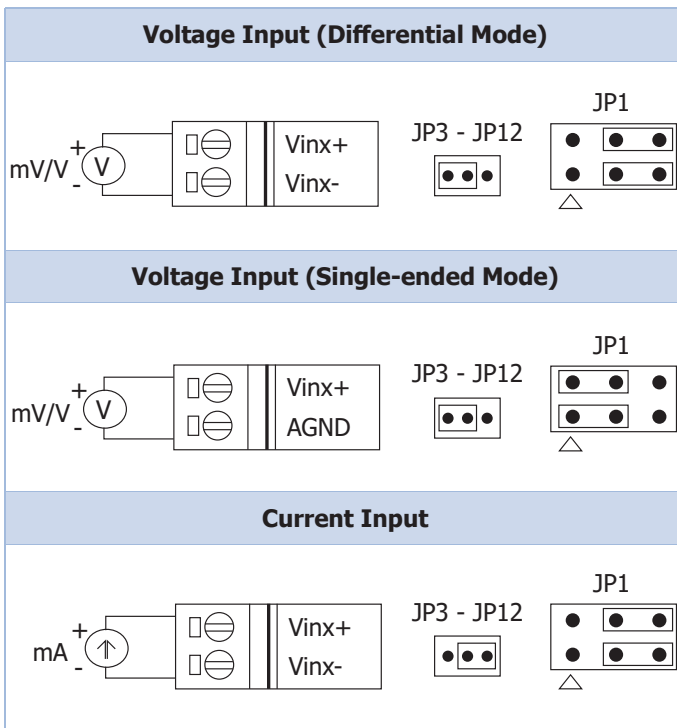 Voltage Input (Differential Mode)
JP1
JP3 - JP12
Vinx+
+
mV/V
V
Vinx-
-
Voltage Input (Single-ended Mode)
JP1
JP3 - JP12
Vinx+
+
mV/V
V
AGND
-
Current Input
JP1
JP3 - JP12
Vinx+
+
mA
Vinx-
-